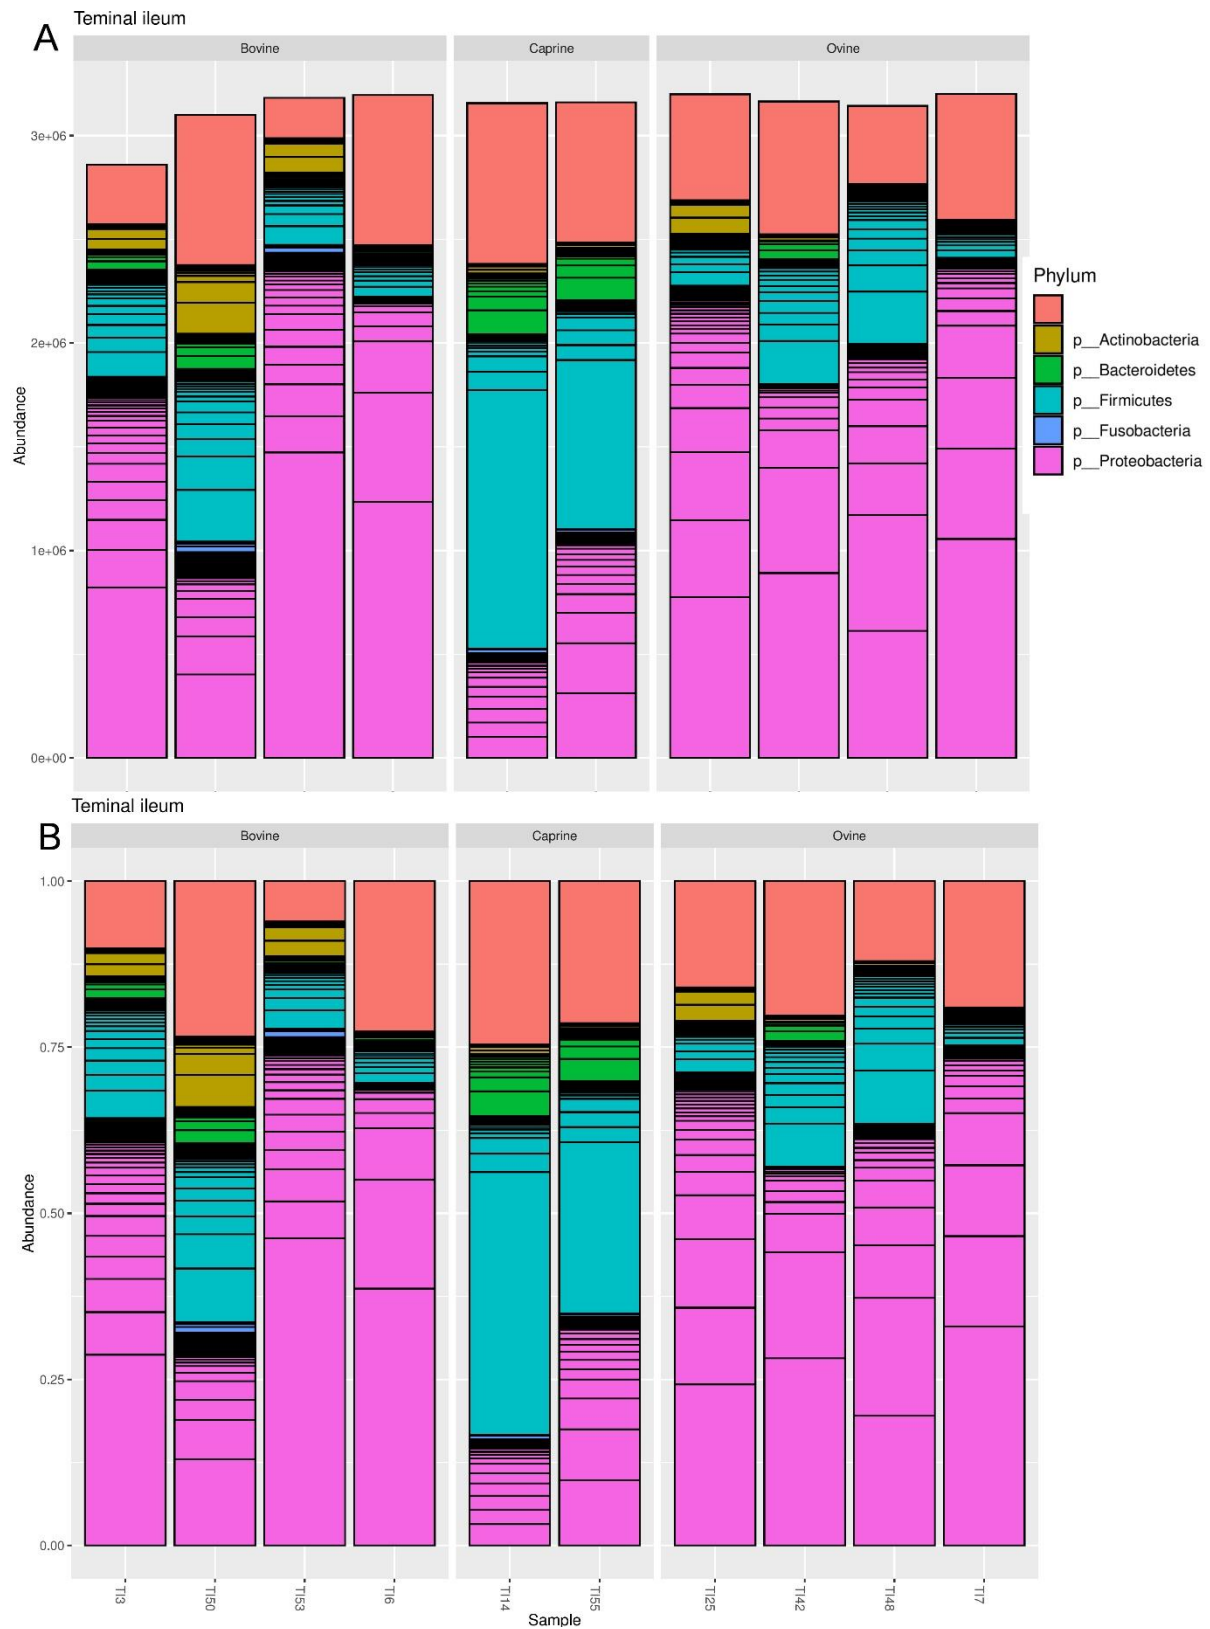 Teminal ileum
A
Bovine
Caprine
Ovine
3e+06
2e+06
1e+06
0e+00
Abundance
Phylum
p__Actinobacteria
p__Bacteroidetes
p__Firmicutes
p__Fusobacteria
p__Proteobacteria
Teminal ileum
B
Bovine
Caprine
Ovine
1.00
0.75
0.50
0.25
0.00
Abundance
TI3
TI50
TI53
TI6
TI14
TI55
TI25
TI42
TI48
TI7
Sample